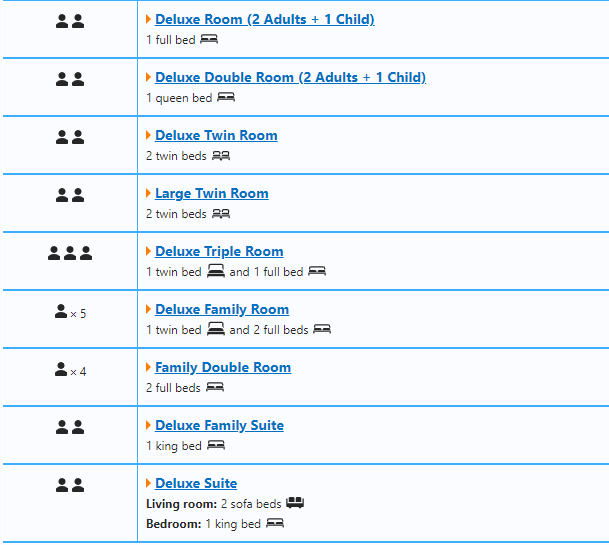 Deluxe Room (2 Adults + 1 Child)
1 full bed
Deluxe Double Room (2 Adults + 1 Child)
1 queen bed
Deluxe Twin Room
2 twin beds
Large Twin Room
2 twin beds
Deluxe Triple Room
1 twin bed and 1 full bed
× 5
Deluxe Family Room
1 twin bed and 2 full beds
× 4
Family Double Room
2 full beds
Deluxe Family Suite
1 king bed
Deluxe Suite
Living room: 2 sofa beds
Bedroom: 1 king bed